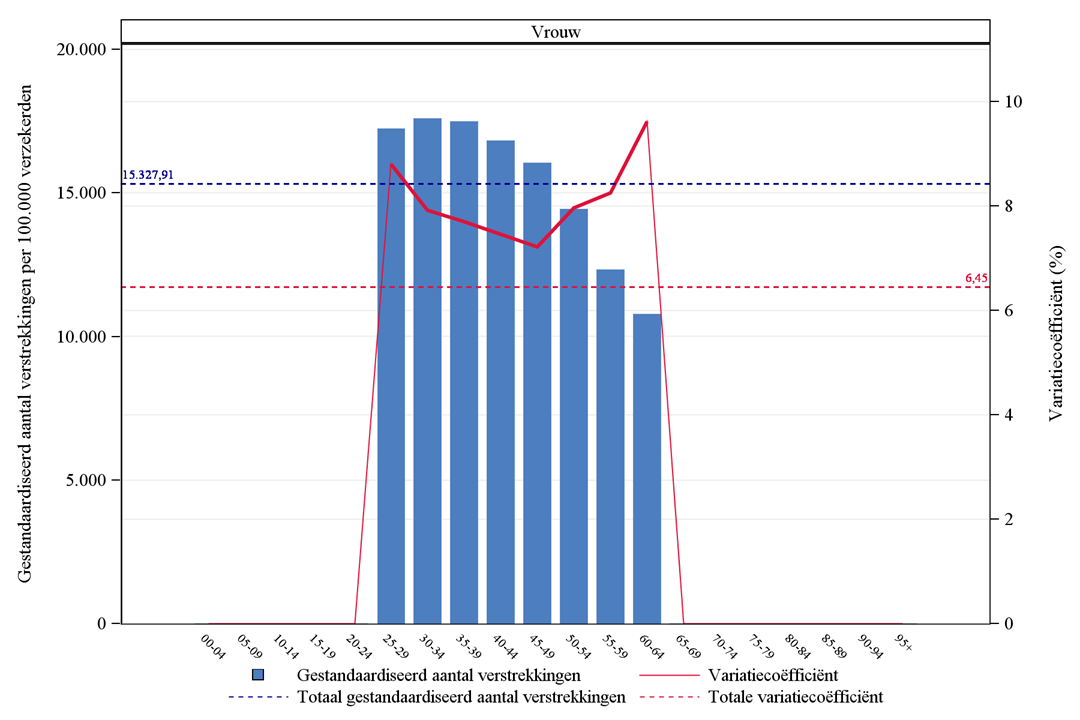 Vrouw
Gestandaardiseerd aantal verstrekkingen per 100.000 verzekerden
20.000
15.000
10.000
5.000
0
15.327,91
6,45
10
8
6
4
2
0
Variatiecoëfficiënt (%)
00-04 05-09 10-14 15-19 20-24 25-29 30-34 35-39 40-44 45-49 50-54 55-59 60-64 65-69 70-74 75-79 80-84 85-89 90-94 95+
Gestandaardiseerd aantal verstrekkingen Variatiecoëfficiënt
Totaal gestandaardiseerd aantal verstrekkingen Totale variatiecoëfficiënt